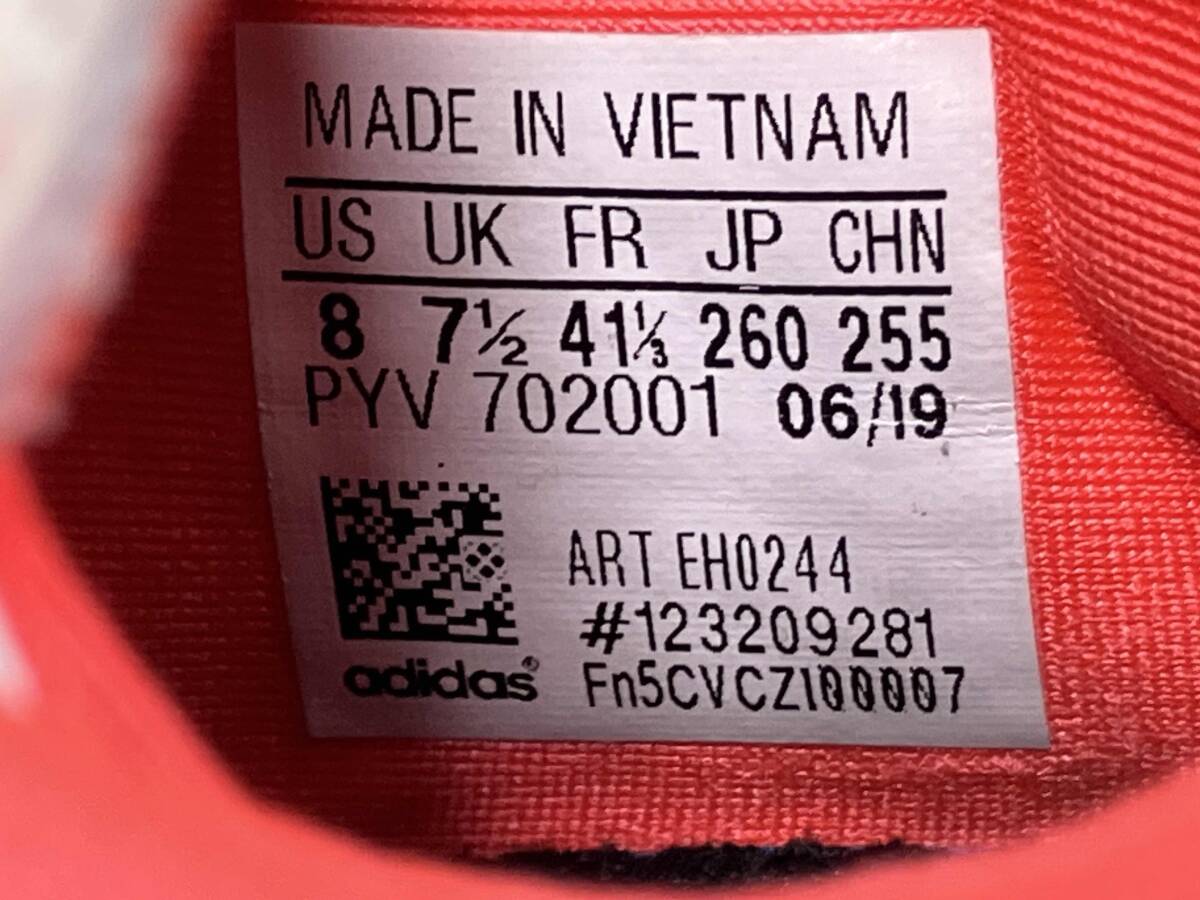 MADE IN VIETNAM
US UK FR JP CHN
8 7½ 41⅓ 260 255
PYV 702001 06/19
ART EH0244
#123209281
adidas® Fn5CVCZI00007